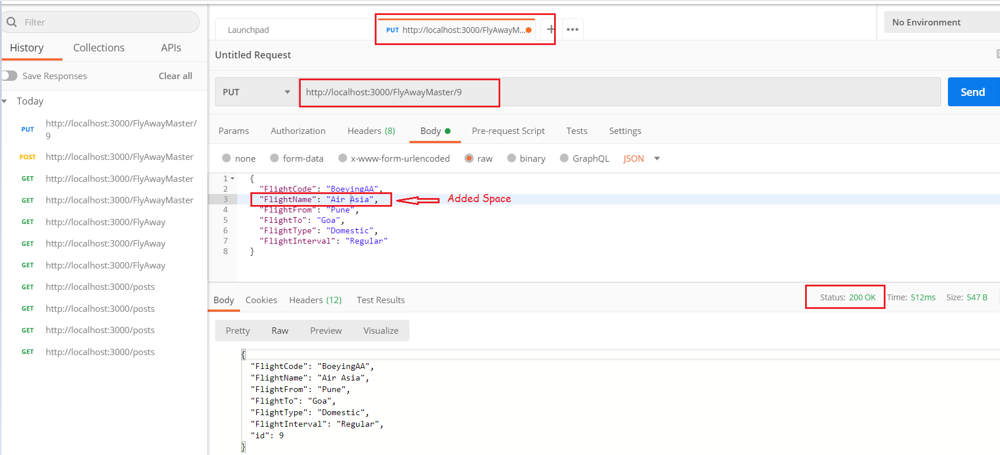 Filter
Launchpad
PUT http://localhost:3000/FlyAwayM...
+
•••
No Environment
History Collections APIs
Untitled Request
Save Responses Clear all
PUT http://localhost:3000/FlyAwayMaster/9 Send
Today
PUT http://localhost:3000/FlyAwayMaster/
9
POST http://localhost:3000/FlyAwayMaster
GET http://localhost:3000/FlyAwayMaster
GET http://localhost:3000/FlyAwayMaster
GET http://localhost:3000/FlyAway
GET http://localhost:3000/FlyAway
GET http://localhost:3000/FlyAway
GET http://localhost:3000/posts
GET http://localhost:3000/posts
GET http://localhost:3000/posts
GET http://localhost:3000/posts
Params Authorization Headers (8) Body Pre-request Script Tests Settings
none form-data x-www-form-urlencoded raw binary GraphQL JSON
1 {
2 "FlightCode": "BoeyingAA",
3 "FlightName": "Air Asia",
Added Space
4 "FlightFrom": "Pune",
5 "FlightTo": "Goa",
6 "FlightType": "Domestic",
7 "FlightInterval": "Regular"
8 }
Body Cookies Headers (12) Test Results
Status: 200 OK Time: 512ms Size: 547 B
Pretty Raw Preview Visualize
{
"FlightCode": "BoeyingAA",
"FlightName": "Air Asia",
"FlightFrom": "Pune",
"FlightTo": "Goa",
"FlightType": "Domestic",
"FlightInterval": "Regular",
"id": 9
}